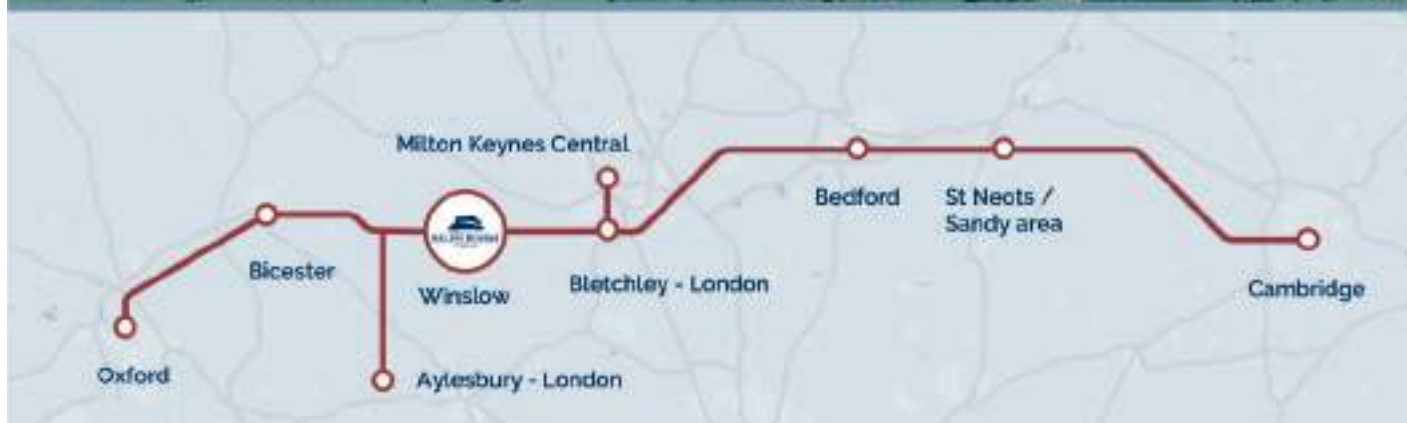 Milton Keynes Central
Bedford
St Neots /
Sandy area
Bicester
Winslow
Bletchley - London
Cambridge
Oxford
Aylesbury - London